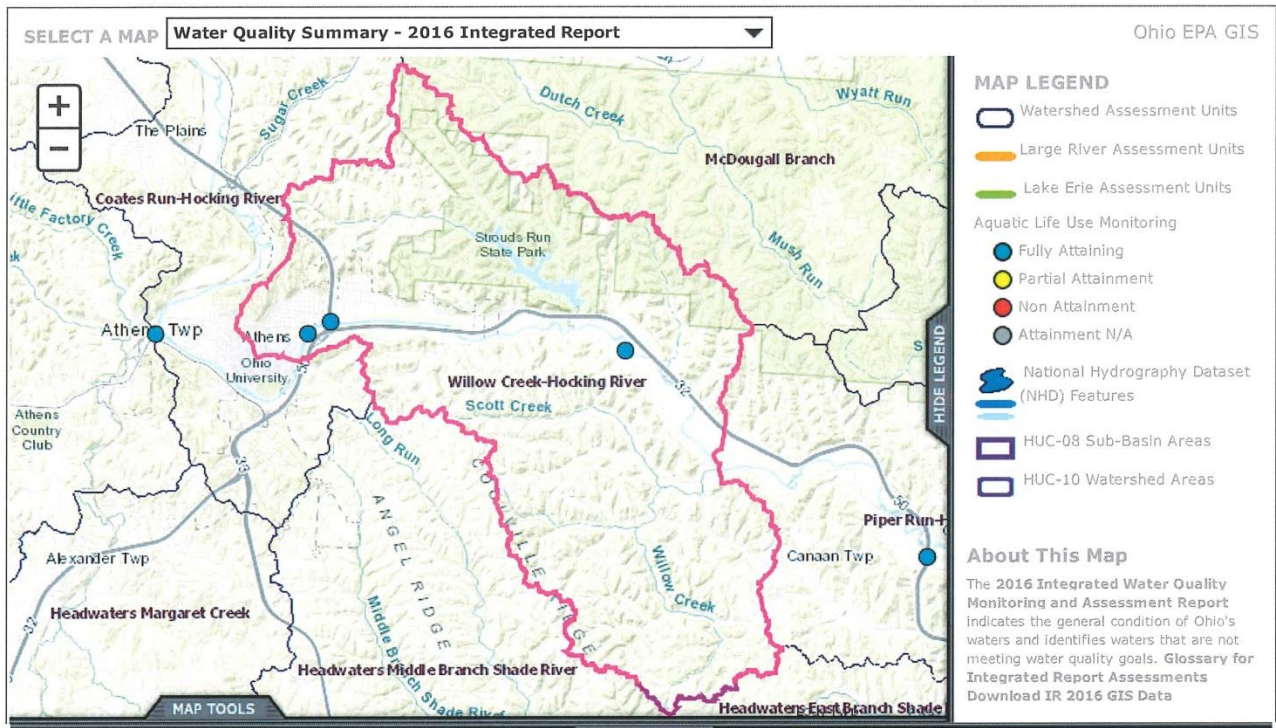 SELECT A MAP
Water Quality Summary - 2016 Integrated Report
Ohio EPA GIS
+
−
The Plains
Sugar Creek
Dutch Creek
Wyatt Run
McDougall Branch
Coates Run-Hocking River
ttle Factory Creek
Strouds Run
State Park
Mush Run
Athens Twp
Athens
Ohio
University
50
32
Willow Creek-Hocking River
Scott Creek
Athens
Country
Club
Long Run
COOLVILLE RIDGE
ANGEL RIDGE
50
Piper Run-H
Canaan Twp
Alexander Twp
Willow Creek
Headwaters Margaret Creek
32
Middle Branch Shade River
Headwaters Middle Branch Shade River
Headwaters East Branch Shade
MAP TOOLS
HIDE LEGEND
MAP LEGEND
Watershed Assessment Units
Large River Assessment Units
Lake Erie Assessment Units
Aquatic Life Use Monitoring
Fully Attaining
Partial Attainment
Non Attainment
Attainment N/A
National Hydrography Dataset
(NHD) Features
HUC-08 Sub-Basin Areas
HUC-10 Watershed Areas
About This Map
The 2016 Integrated Water Quality
Monitoring and Assessment Report
indicates the general condition of Ohio's
waters and identifies waters that are not
meeting water quality goals. Glossary for
Integrated Report Assessments
Download IR 2016 GIS Data